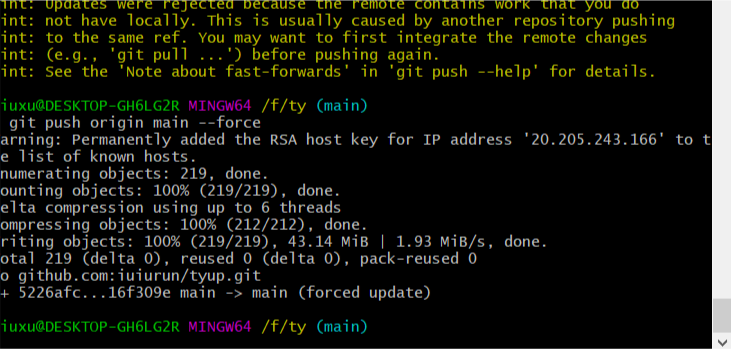 int: Updates were rejected because the remote contains work that you do
int: not have locally. This is usually caused by another repository pushing
int: to the same ref. You may want to first integrate the remote changes
int: (e.g., 'git pull ...') before pushing again.
int: See the 'Note about fast-forwards' in 'git push --help' for details.
iuxu@DESKTOP-GH6LG2R MINGW64 /f/ty (main)
git push origin main --force
arning: Permanently added the RSA host key for IP address '20.205.243.166' to t
e list of known hosts.
numerating objects: 219, done.
ounting objects: 100% (219/219), done.
elta compression using up to 6 threads
ompressing objects: 100% (212/212), done.
riting objects: 100% (219/219), 43.14 MiB | 1.93 MiB/s, done.
otal 219 (delta 0), reused 0 (delta 0), pack-reused 0
o github.com:iuiurun/tyup.git
+ 5226afc...16f309e main -> main (forced update)
iuxu@DESKTOP-GH6LG2R MINGW64 /f/ty (main)